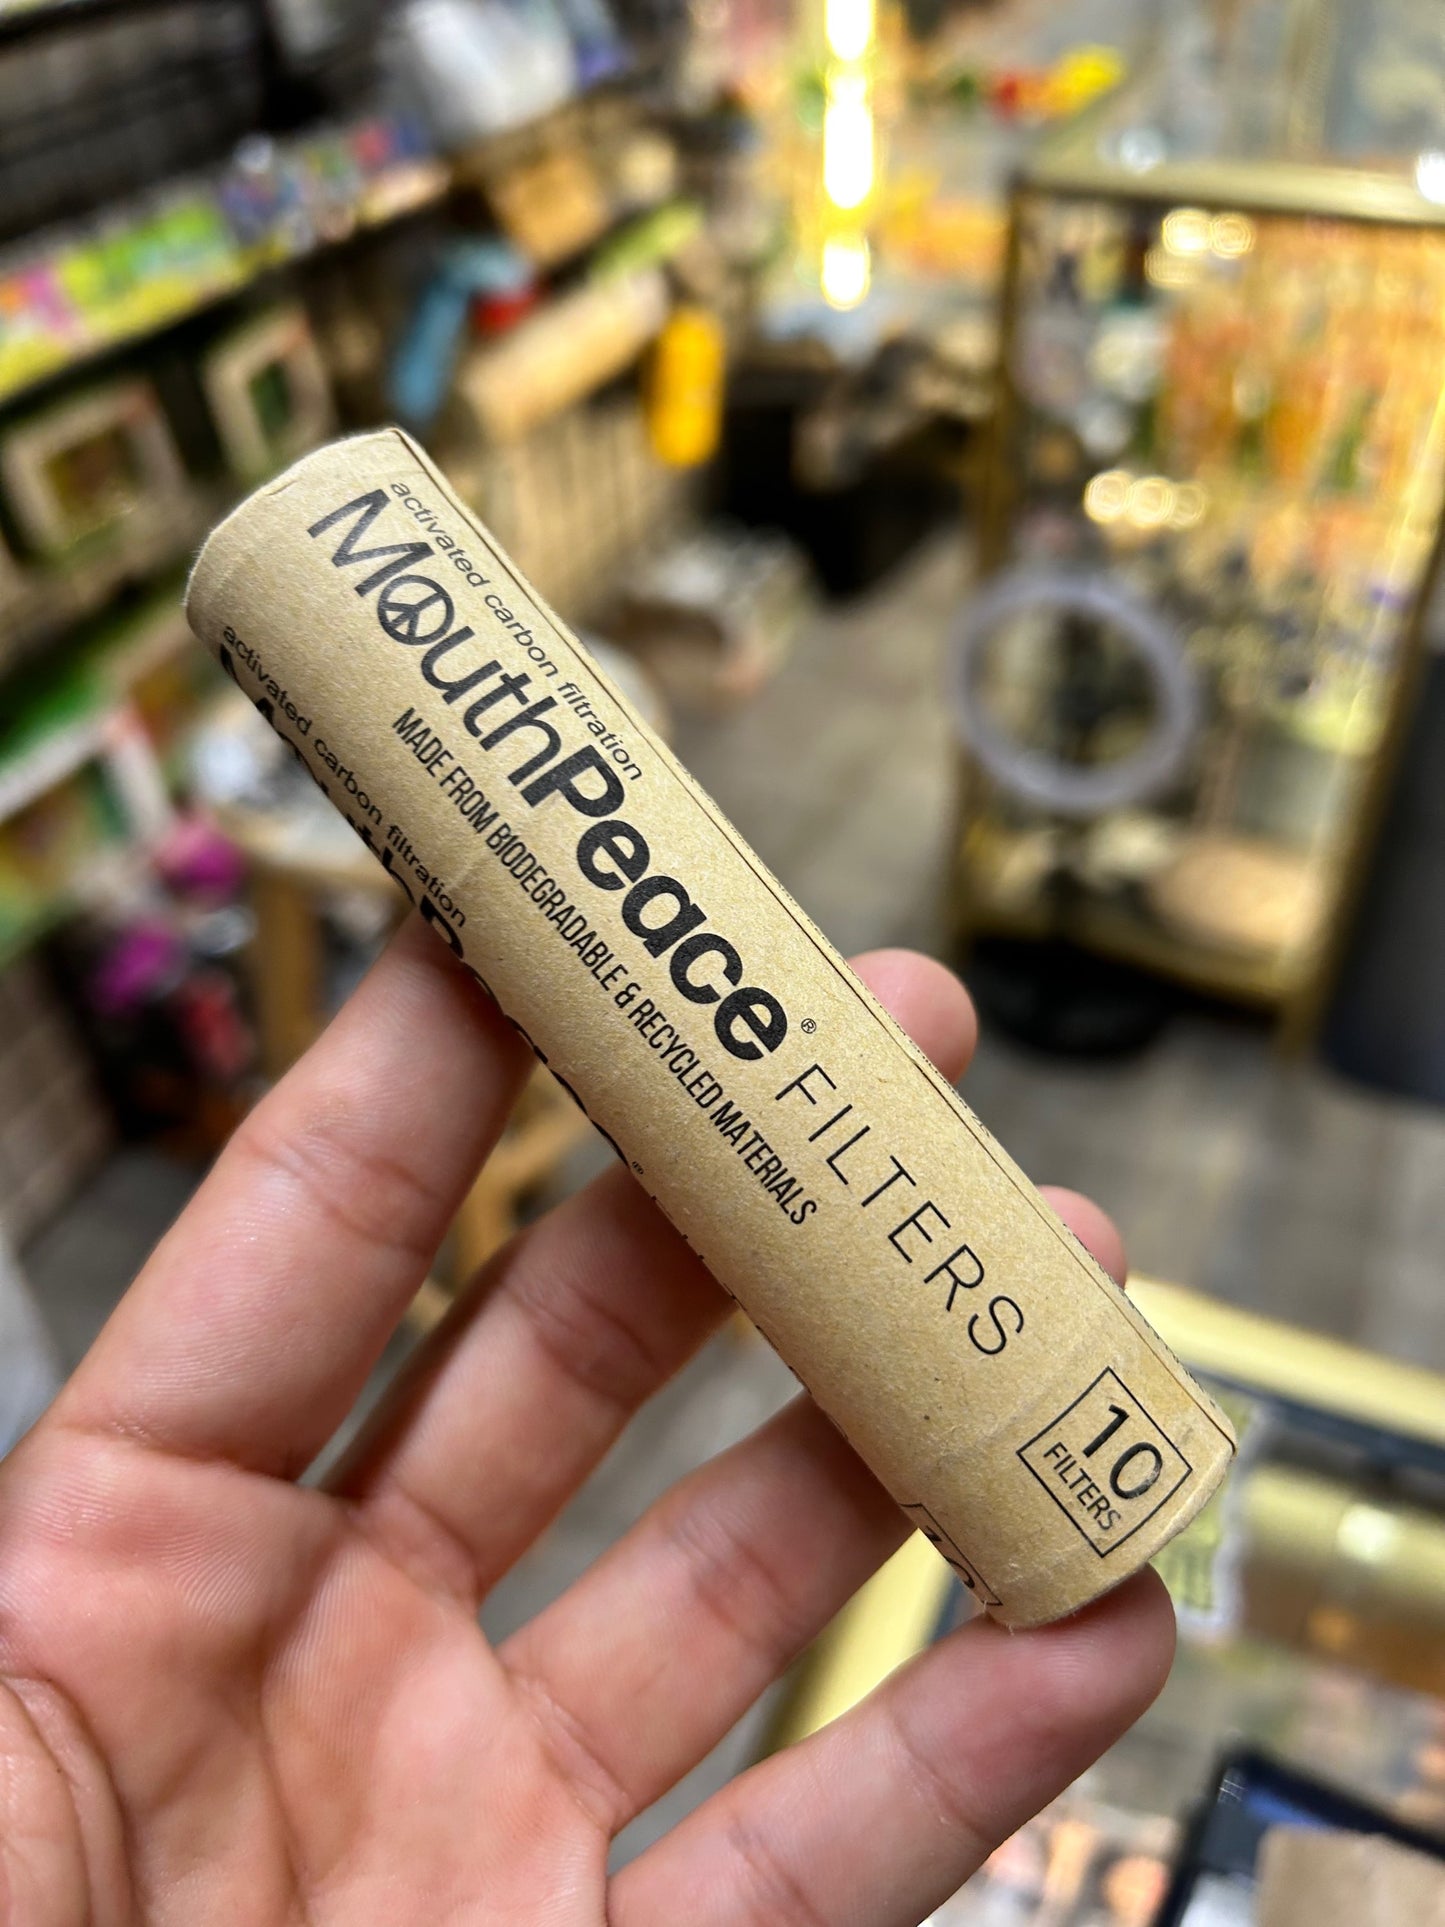 activated carbon filtration
MouthPeace® FILTERS
MADE FROM BIODEGRADABLE & RECYCLED MATERIALS
10
FILTERS
activated carbon filtration